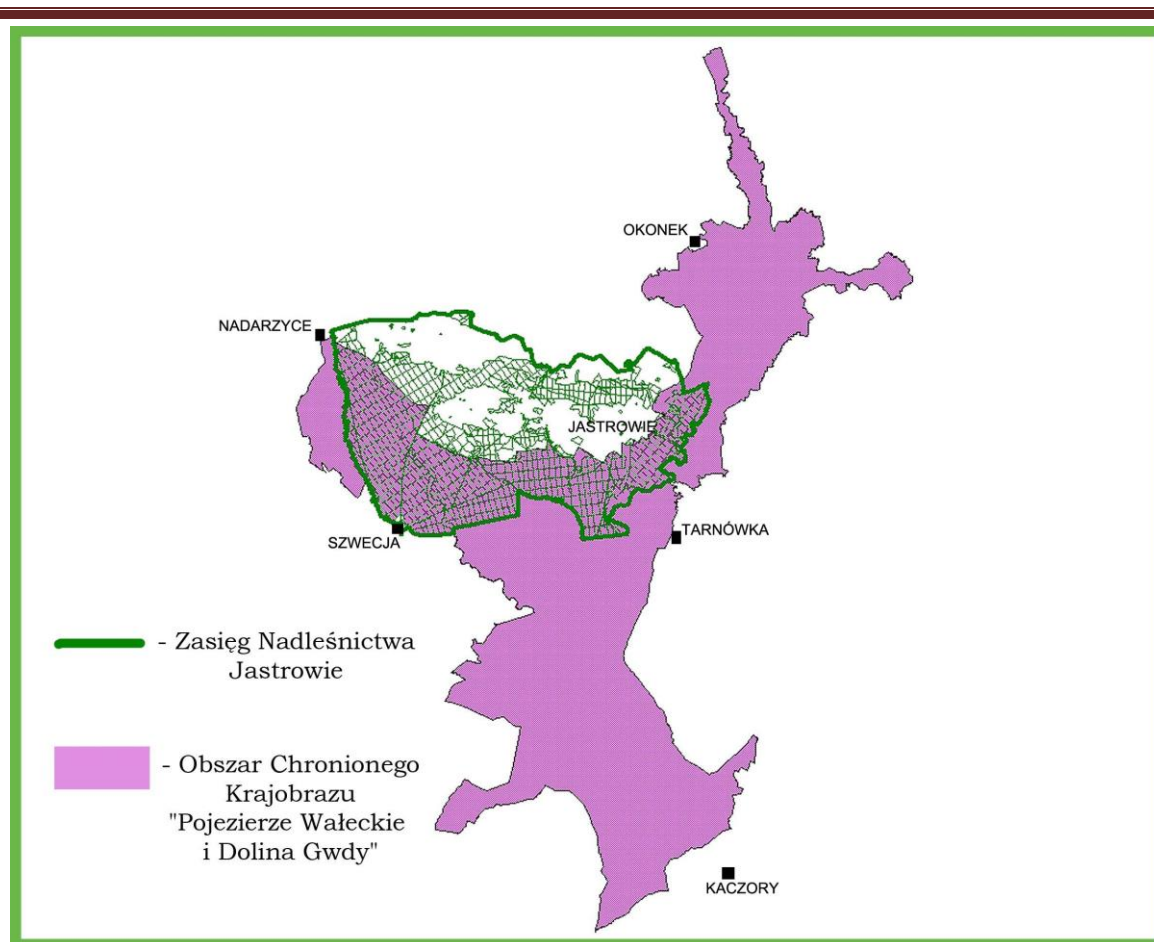 OKONEK
NADARZYCE
JASTROWIE
SZWECJA
TARNÓWKA
- Zasięg Nadleśnictwa
Jastrowie
- Obszar Chronionego
Krajobrazu
"Pojezierze Wałeckie
i Dolina Gwdy"
KACZORY